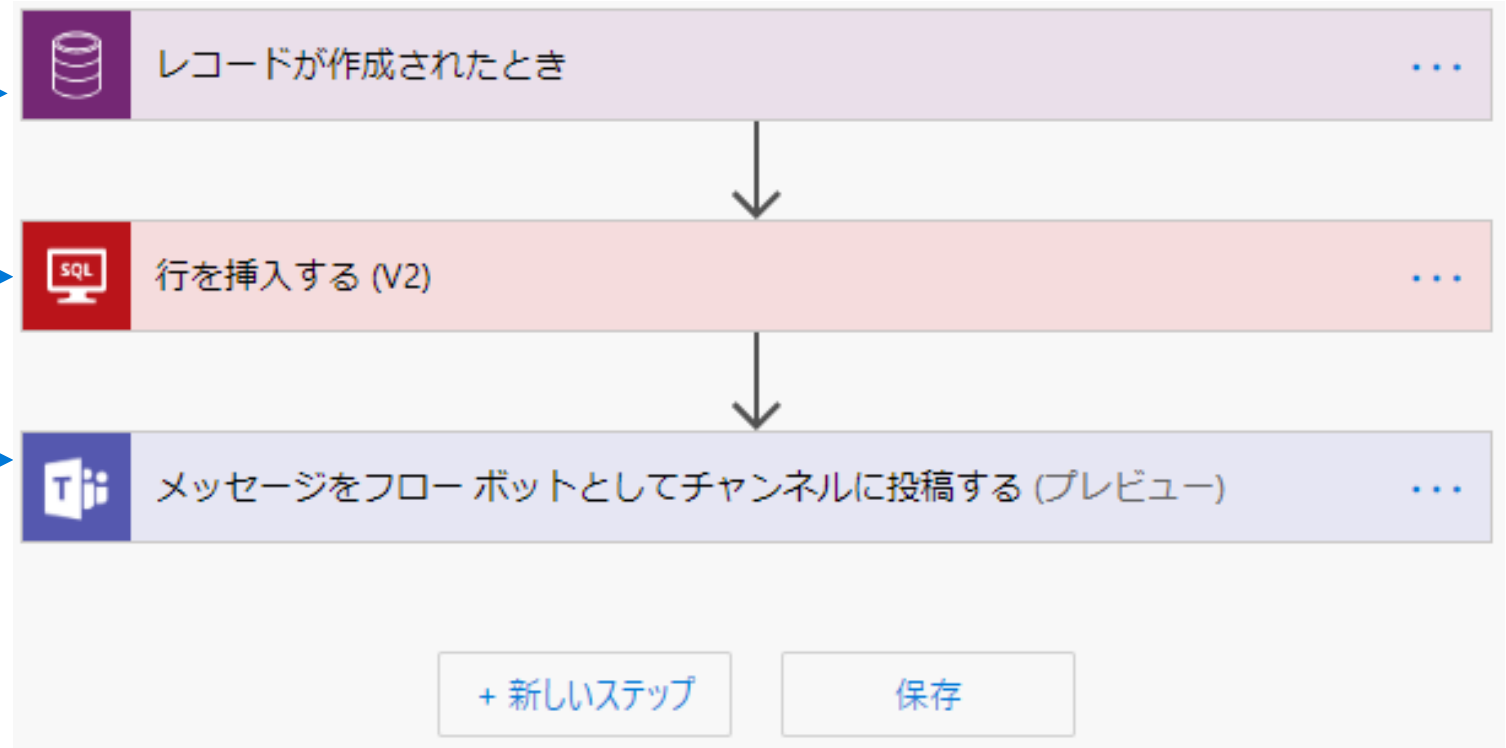 レコードが作成されたとき
...
SQL
行を挿入する (V2)
...
T
メッセージをフロー ボットとしてチャンネルに投稿する (プレビュー)
...
+ 新しいステップ
保存